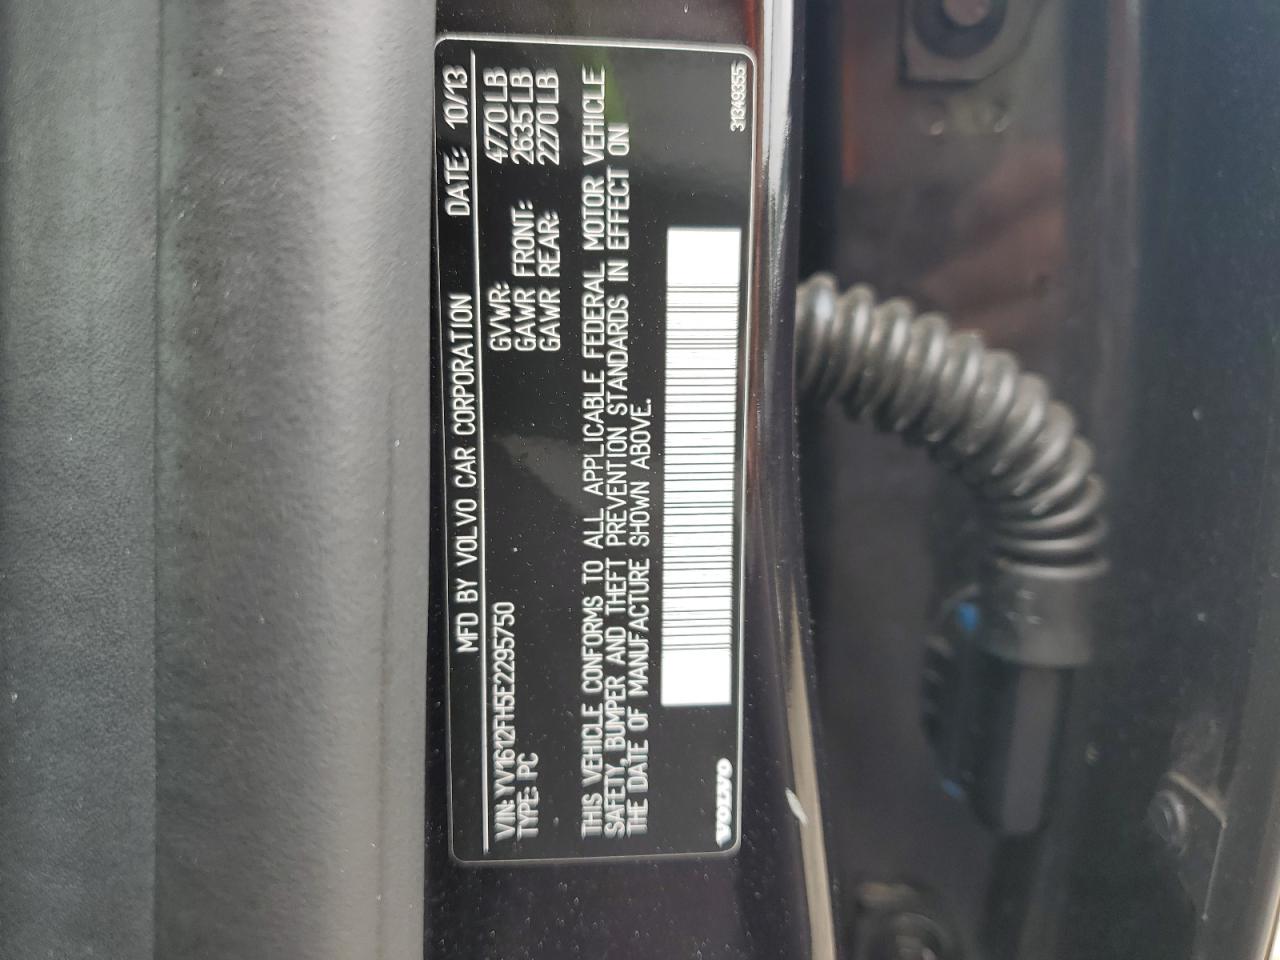 MFD BY VOLVO CAR CORPORATION DATE: 10/13
VIN: YV1612FH5E2295750 GVWR: 4770 LB
TYPE: PC GAWR FRONT: 2635 LB
GAWR REAR: 2270 LB
THIS VEHICLE CONFORMS TO ALL APPLICABLE FEDERAL MOTOR VEHICLE
SAFETY, BUMPER AND THEFT PREVENTION STANDARDS IN EFFECT ON
THE DATE OF MANUFACTURE SHOWN ABOVE.
VOLVO 31349355